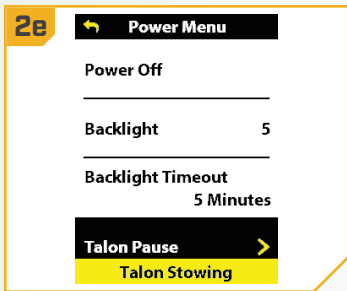 2e
Power Menu
Power Off
Backlight 5
Backlight Timeout
5 Minutes
Talon Pause >
Talon Stowing